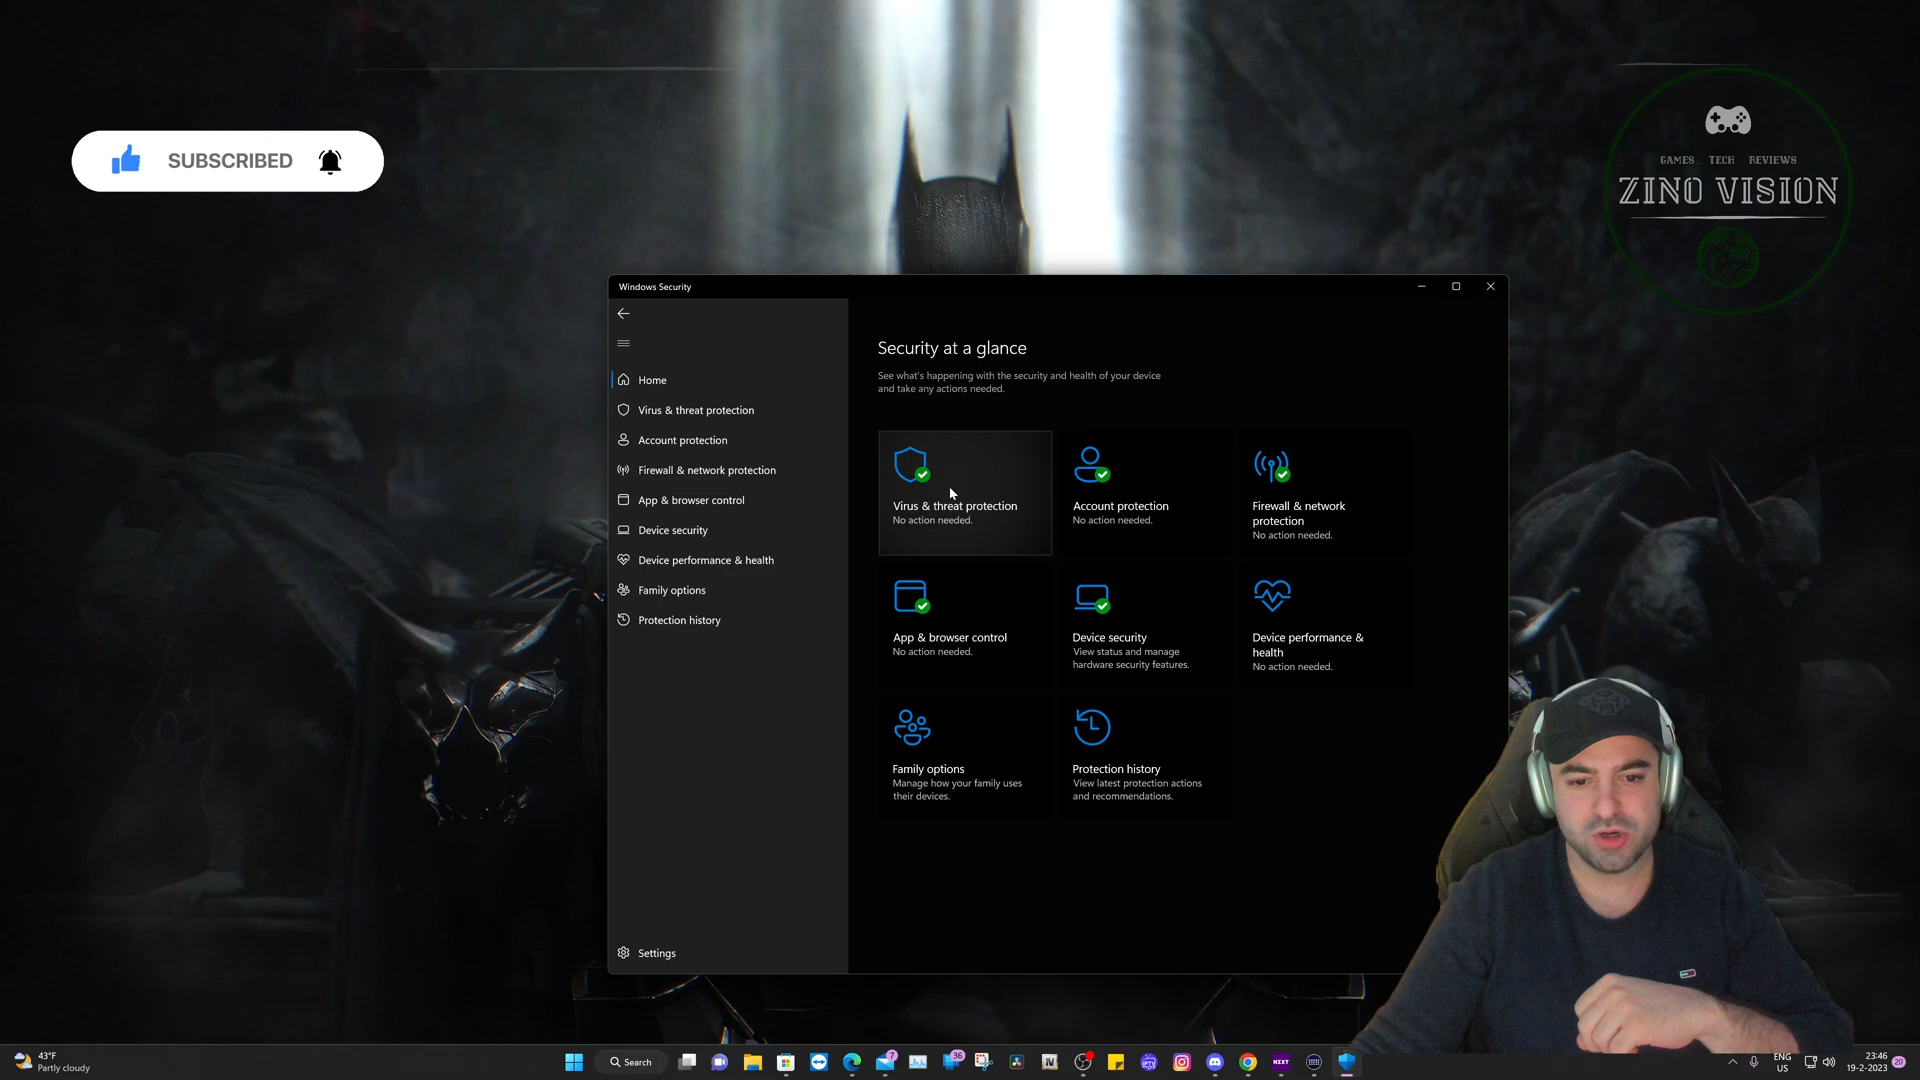 SUBSCRIBED
GAMES TECH REVIEWS
ZINO VISION
Windows Security
Home
Virus & threat protection
Account protection
Firewall & network protection
App & browser control
Device security
Device performance & health
Family options
Protection history
Settings
Security at a glance
See what's happening with the security and health of your device
and take any actions needed.
Virus & threat protection
No action needed.
Account protection
No action needed.
Firewall & network
protection
No action needed.
App & browser control
No action needed.
Device security
View status and manage
hardware security features.
Device performance &
health
No action needed.
Family options
Manage how your family uses
their devices.
Protection history
View latest protection actions
and recommendations.
43°F
Partly cloudy
Search
7
36
IPTV
NIXT
ENG
US
23:46
19-2-2023
20